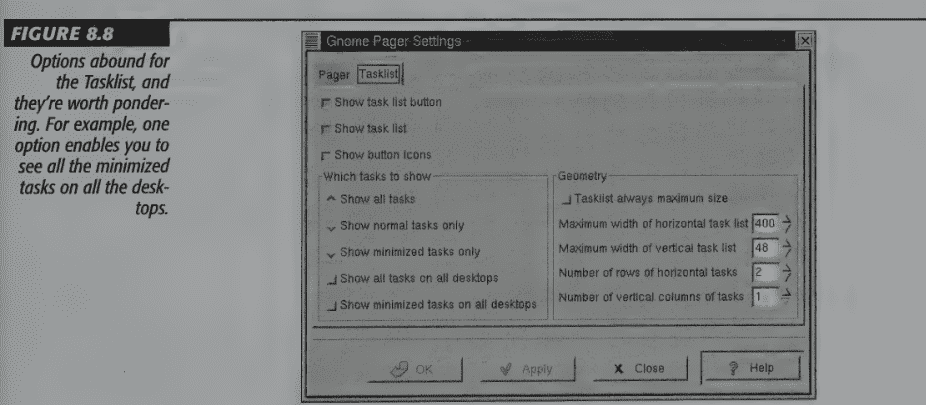 FIGURE 8.8
Options abound for
the Tasklist, and
they're worth ponder-
ing. For example, one
option enables you to
see all the minimized
tasks on all the desk-
tops.
Gnome Pager Settings
Pager Tasklist
Show task list button
Show task list
Show button icons
Which tasks to show
Show all tasks
Show normal tasks only
Show minimized tasks only
Show all tasks on all desktops
Show minimized tasks on all desktops
Geometry
Tasklist always maximum size
Maximum width of horizontal task list 400
Maximum width of vertical task list 48
Number of rows of horizontal tasks 2
Number of vertical columns of tasks 1
OK Apply Close Help